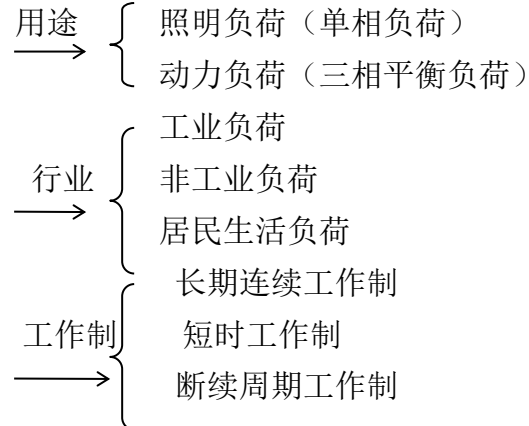 用途
照明负荷（单相负荷）
动力负荷（三相平衡负荷）
行业
工业负荷
非工业负荷
居民生活负荷
工作制
长期连续工作制
短时工作制
断续周期工作制